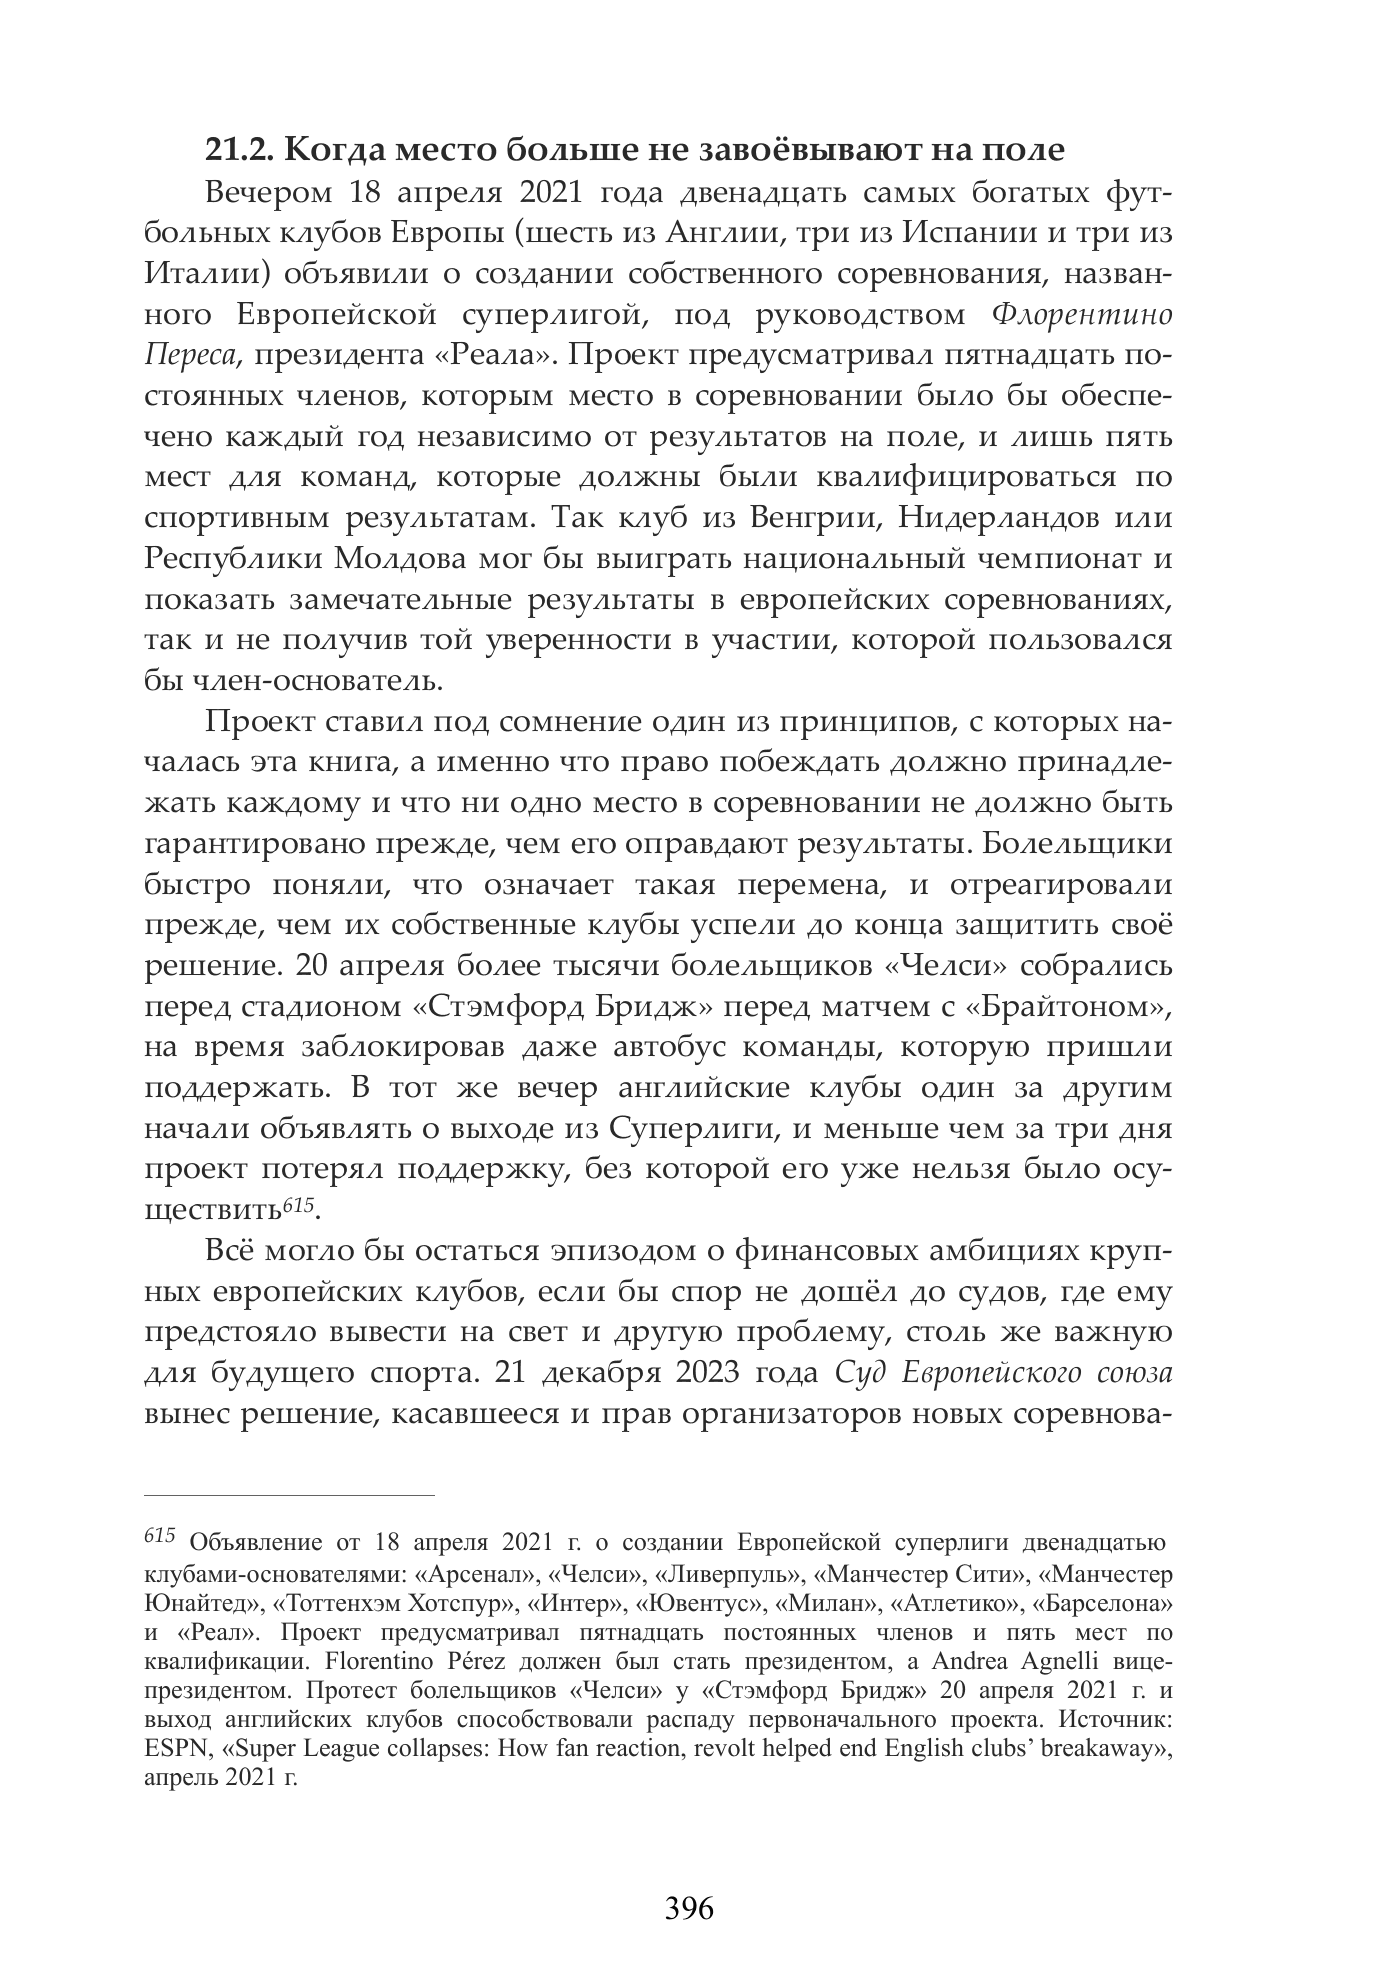 21.2. Когда место больше не завоёвывают на поле
Вечером 18 апреля 2021 года двенадцать самых богатых фут-
больных клубов Европы (шесть из Англии, три из Испании и три из
Италии) объявили о создании собственного соревнования, назван-
ного Европейской суперлигой, под руководством Флорентино
Переса, президента «Реала». Проект предусматривал пятнадцать по-
стоянных членов, которым место в соревновании было бы обеспе-
чено каждый год независимо от результатов на поле, и лишь пять
мест для команд, которые должны были квалифицироваться по
спортивным результатам. Так клуб из Венгрии, Нидерландов или
Республики Молдова мог бы выиграть национальный чемпионат и
показать замечательные результаты в европейских соревнованиях,
так и не получив той уверенности в участии, которой пользовался
бы член-основатель.
Проект ставил под сомнение один из принципов, с которых на-
чалась эта книга, а именно что право побеждать должно принадле-
жать каждому и что ни одно место в соревновании не должно быть
гарантировано прежде, чем его оправдают результаты. Болельщики
быстро поняли, что означает такая перемена, и отреагировали
прежде, чем их собственные клубы успели до конца защитить своё
решение. 20 апреля более тысячи болельщиков «Челси» собрались
перед стадионом «Стэмфорд Бридж» перед матчем с «Брайтоном»,
на время заблокировав даже автобус команды, которую пришли
поддержать. В тот же вечер английские клубы один за другим
начали объявлять о выходе из Суперлиги, и меньше чем за три дня
проект потерял поддержку, без которой его уже нельзя было осу-
ществить615.
Всё могло бы остаться эпизодом о финансовых амбициях круп-
ных европейских клубов, если бы спор не дошёл до судов, где ему
предстояло вывести на свет и другую проблему, столь же важную
для будущего спорта. 21 декабря 2023 года Суд Европейского союза
вынес решение, касавшееся и прав организаторов новых соревнова-
615 Объявление от 18 апреля 2021 г. о создании Европейской суперлиги двенадцатью
клубами-основателями: «Арсенал», «Челси», «Ливерпуль», «Манчестер Сити», «Манчестер
Юнайтед», «Тоттенхэм Хотспур», «Интер», «Ювентус», «Милан», «Атлетико», «Барселона»
и «Реал». Проект предусматривал пятнадцать постоянных членов и пять мест по
квалификации. Florentino Pérez должен был стать президентом, а Andrea Agnelli вице-
президентом. Протест болельщиков «Челси» у «Стэмфорд Бридж» 20 апреля 2021 г. и
выход английских клубов способствовали распаду первоначального проекта. Источник:
ESPN, «Super League collapses: How fan reaction, revolt helped end English clubs’ breakaway»,
апрель 2021 г.
396